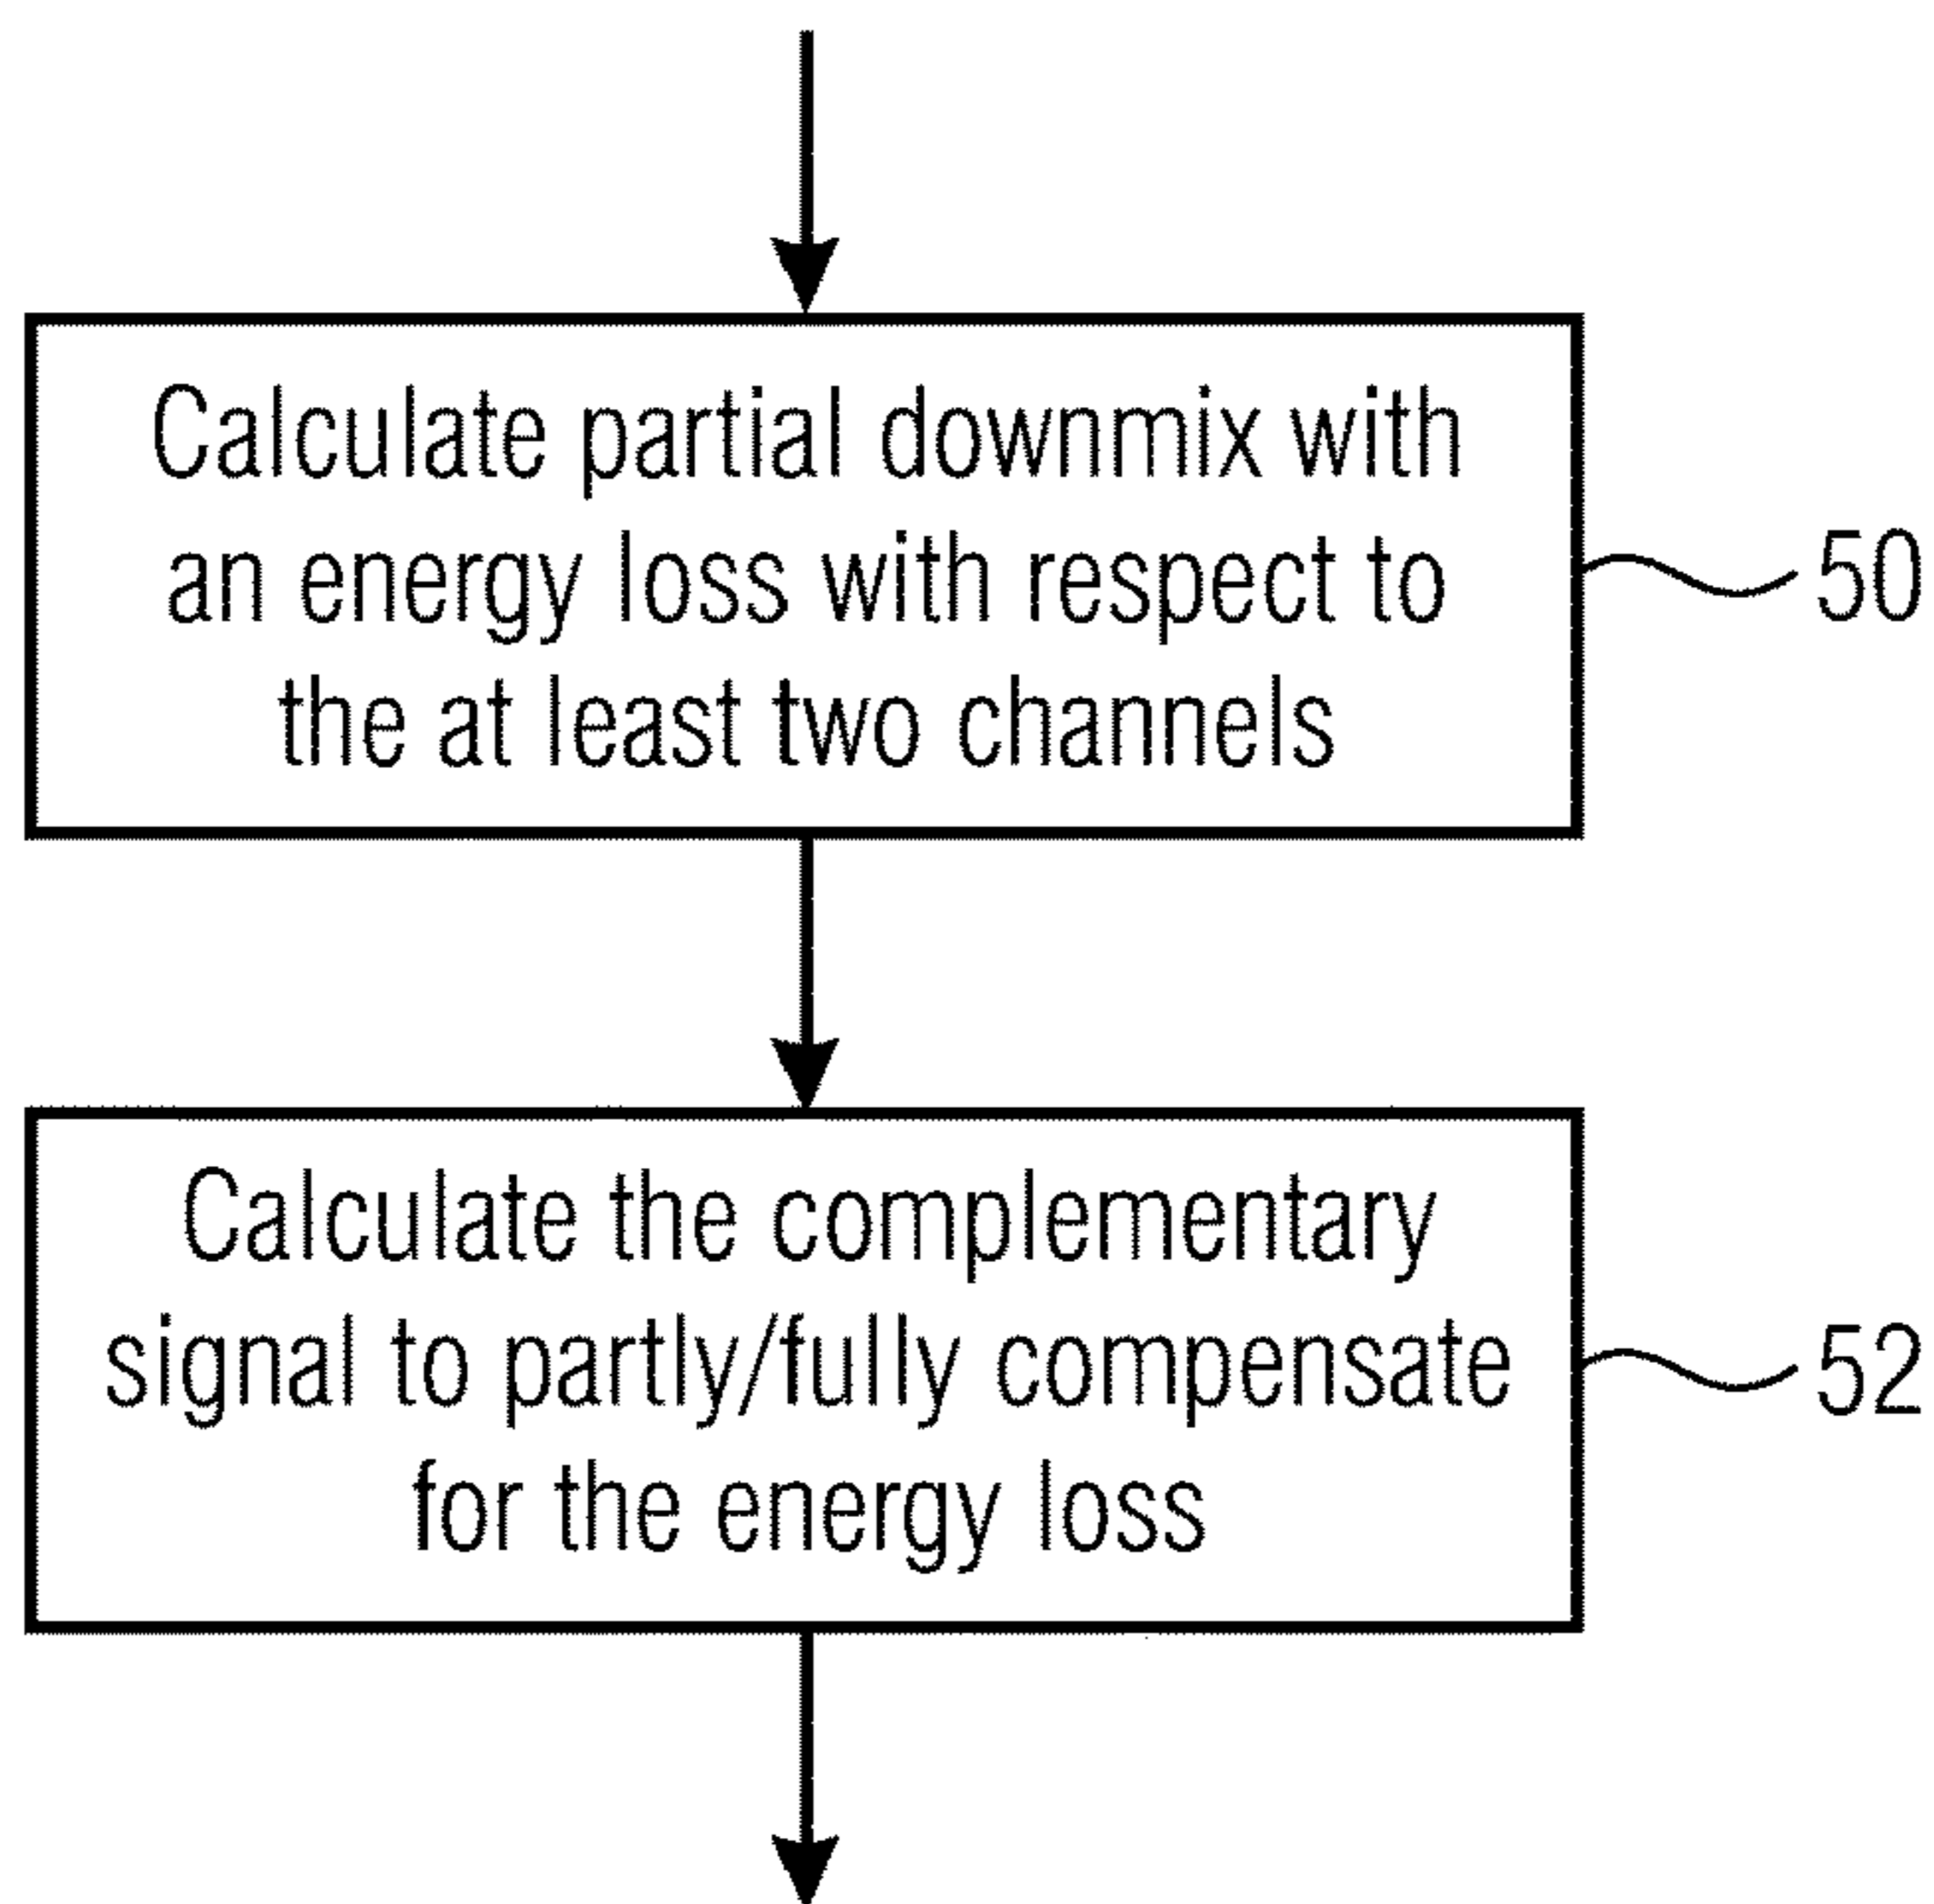 Calculate partial downmix with
an energy loss with respect to
the at least two channels
50
Calculate the complementary
signal to partly/fully compensate
for the energy loss
52